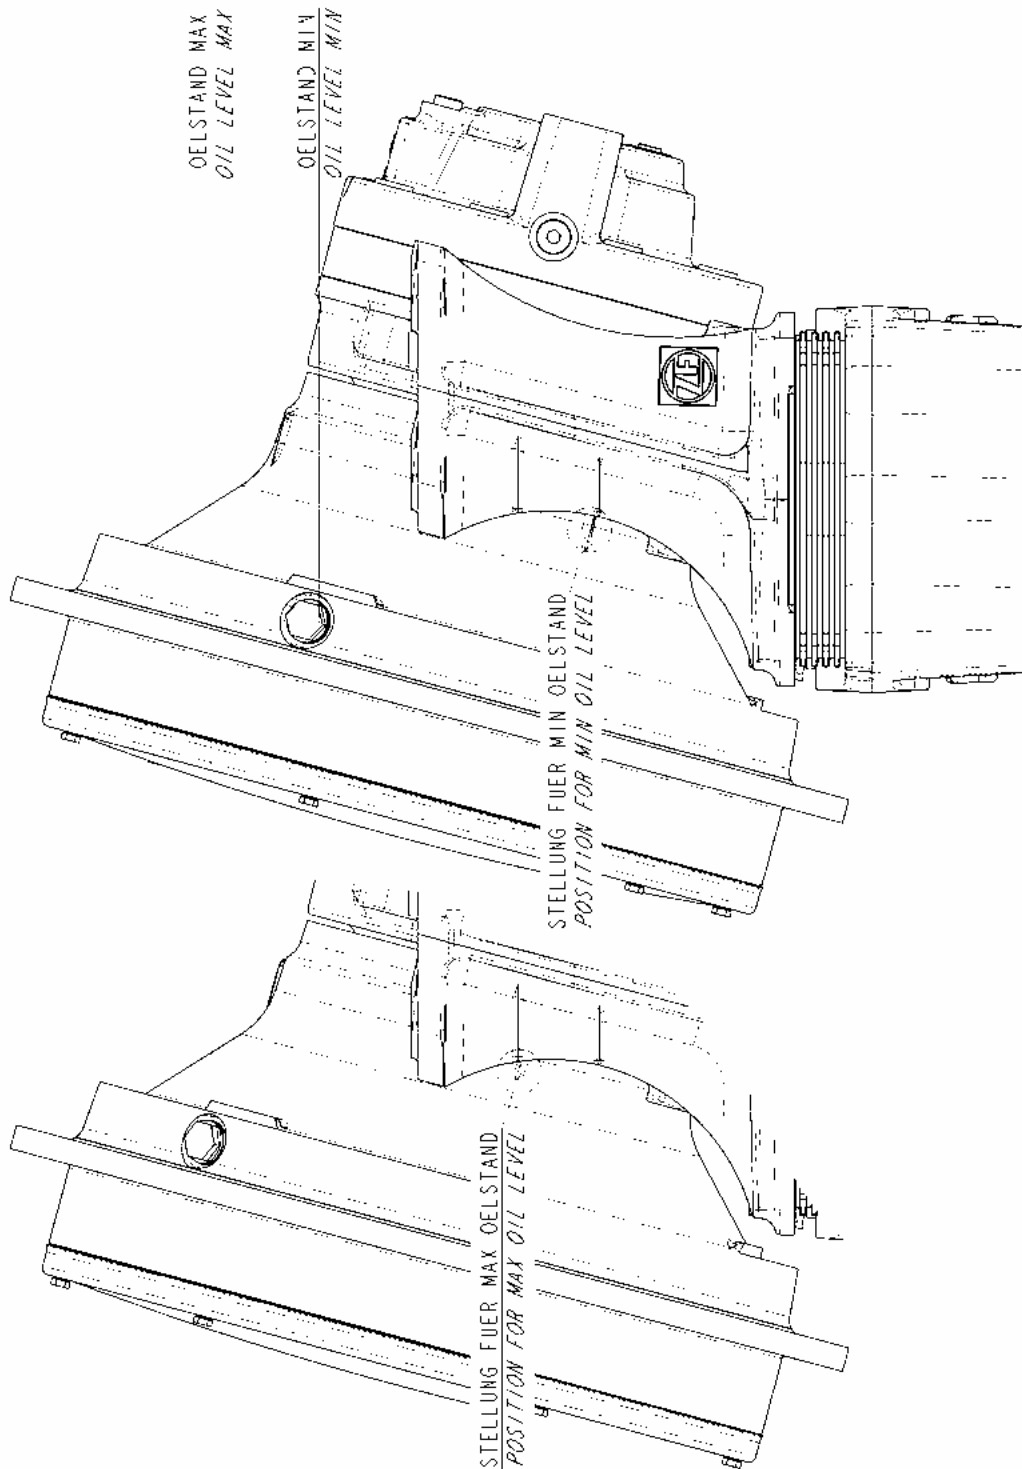 OELSTAND MAX
OIL LEVEL MAX
OELSTAND MIN
OIL LEVEL MIN
ZF
STELLUNG FUER MIN OELSTAND
POSITION FOR MIN OIL LEVEL
STELLUNG FUER MAX OELSTAND
POSITION FOR MAX OIL LEVEL